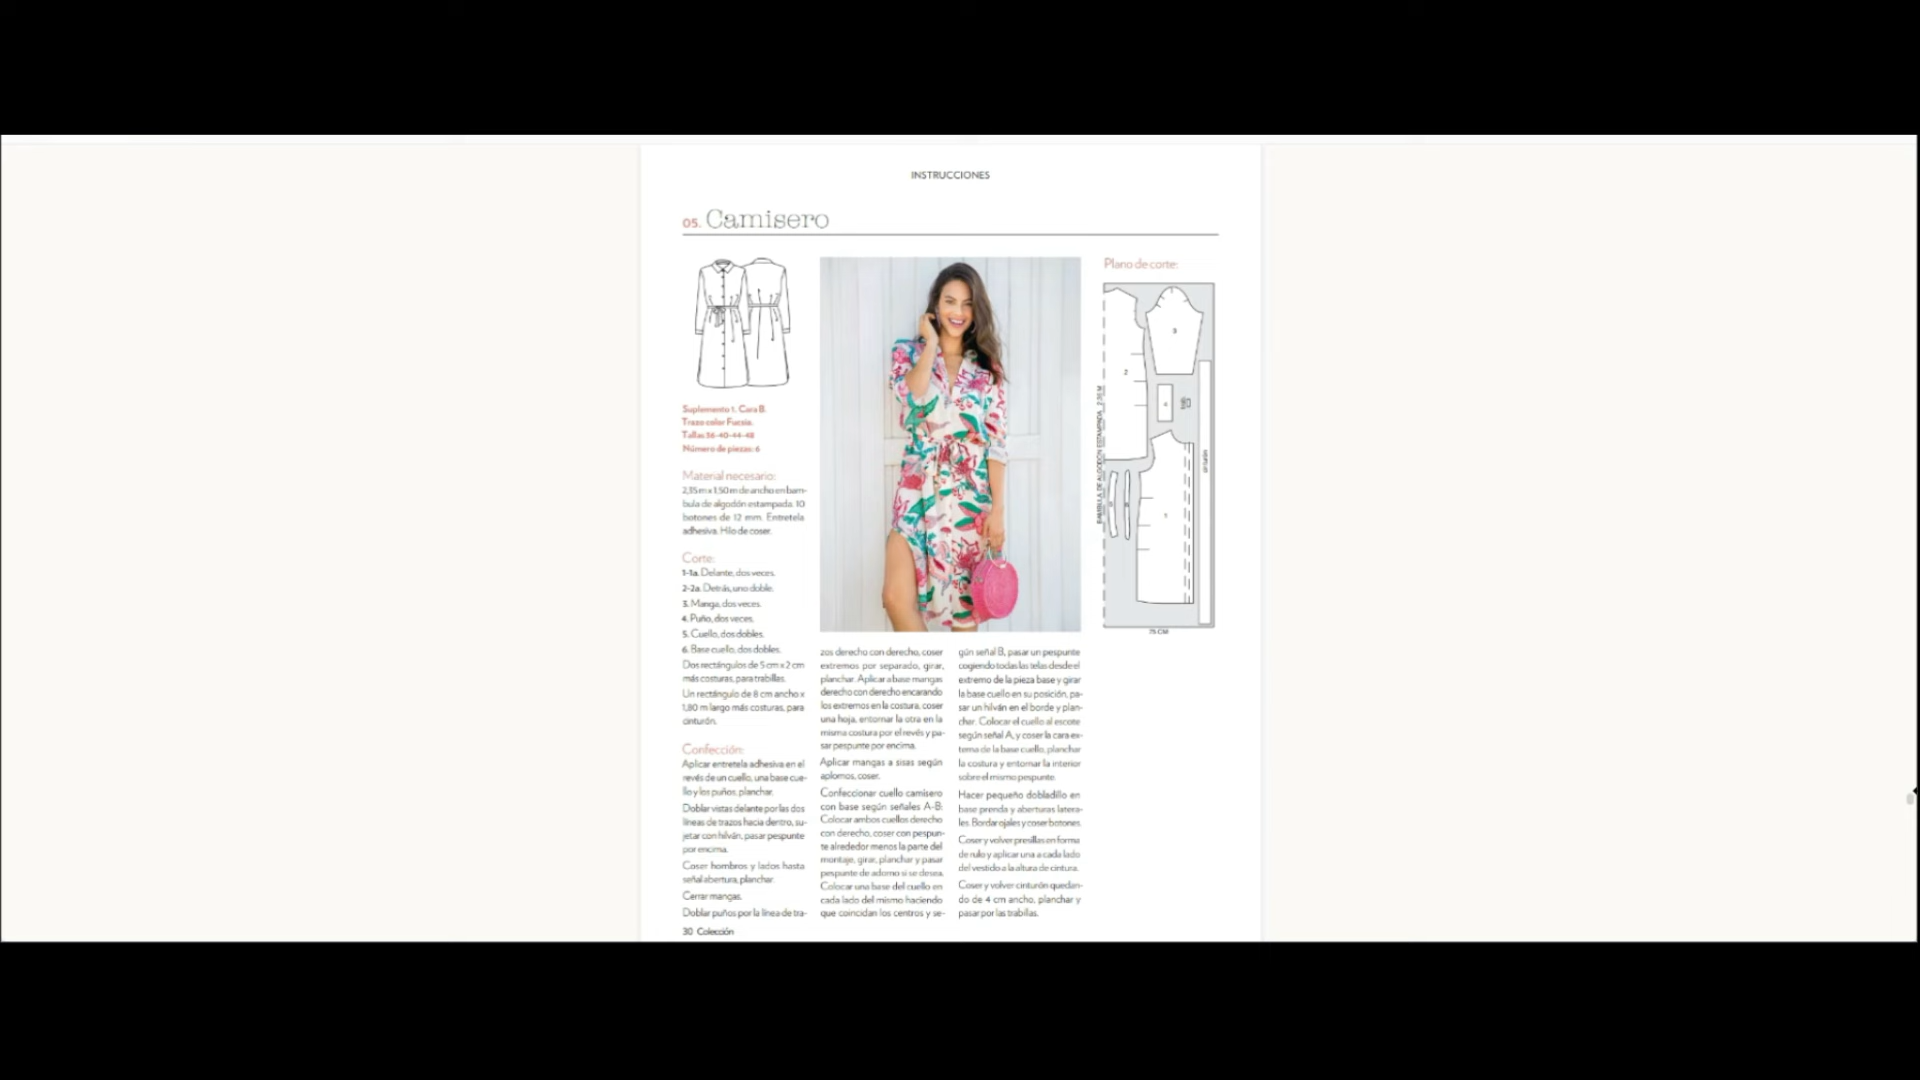 INSTRUCCIONES
05. Camisero
Suplemento 1. Cara B.
Trazo color Fucsia.
Tallas 36-40-44-48
Número de piezas: 6
Material necesario:
2,15 m x 1,50 m de ancho en bam-
bula de algodón estampada. 10
botones de 12 mm. Entretela
adhesiva. Hilo de coser.
Corte:
1-1a. Delante, dos veces.
2-2a. Detrás, uno doble.
3. Manga, dos veces.
4. Puño, dos veces.
5. Cuello, dos dobles.
6. Base cuello, dos dobles.
Dos rectángulos de 5 cm x 2 cm
más costuras, para trabillas.
Un rectángulo de 8 cm ancho x
1,80 m largo más costuras, para
cinturón.
Confección:
Aplicar entretela adhesiva en el
revés de un cuello, una base cue-
llo y los puños, planchar.
Doblar vistas delante por las dos
líneas de trazos hacia dentro, su-
jetar con hilván, pasar pespunte
por encima.
Coser hombros y lados hasta
señal abertura, planchar.
Cerrar mangas.
Doblar puños por la línea de tra-
zos derecho con derecho, coser
extremos por separado, girar,
planchar. Aplicar a base mangas
derecho con derecho encarando
los extremos en la costura, coser
una hoja, entornar la otra en la
misma costura por el revés y pa-
sar pespunte por encima.
Aplicar mangas a sisas según
aplomos, coser.
Confeccionar cuello camisero
con base según señales A-B:
Colocar ambos cuellos derecho
con derecho, coser con pespun-
te alrededor menos la parte del
montaje, girar, planchar y pasar
pespunte de adorno si se desea.
Colocar una base del cuello en
cada lado del mismo haciendo
que coincidan los centros y se-
gún señal B, pasar un pespunte
cogiendo todas las telas desde el
extremo de la pieza base y girar
la base cuello en su posición, pa-
sar un hilván en el borde y plan-
char. Colocar el cuello al escote
según señal A, y coser la cara ex-
terna de la base cuello, planchar
la costura y entornar la interior
sobre el mismo pespunte.
Hacer pequeño dobladillo en
base prenda y aberturas latera-
les. Bordar ojales y coser botones.
Coser y volver presillas en forma
de rulo y aplicar una a cada lado
del vestido a la altura de cintura.
Coser y volver cinturón quedan-
do de 4 cm ancho, planchar y
pasar por las trabillas.
Plano de corte:
3
2
1
75 CM
30 Colección